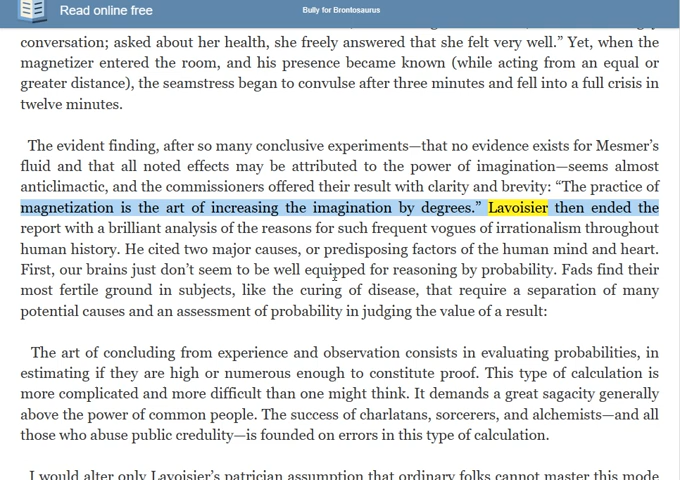 Read online free
Bully for Brontosaurus
conversation; asked about her health, she freely answered that she felt very well.” Yet, when the
magnetizer entered the room, and his presence became known (while acting from an equal or
greater distance), the seamstress began to convulse after three minutes and fell into a full crisis in
twelve minutes.
The evident finding, after so many conclusive experiments—that no evidence exists for Mesmer’s
fluid and that all noted effects may be attributed to the power of imagination—seems almost
anticlimactic, and the commissioners offered their result with clarity and brevity: “The practice of
magnetization is the art of increasing the imagination by degrees.” Lavoisier then ended the
report with a brilliant analysis of the reasons for such frequent vogues of irrationalism throughout
human history. He cited two major causes, or predisposing factors of the human mind and heart.
First, our brains just don’t seem to be well equipped for reasoning by probability. Fads find their
most fertile ground in subjects, like the curing of disease, that require a separation of many
potential causes and an assessment of probability in judging the value of a result:
The art of concluding from experience and observation consists in evaluating probabilities, in
estimating if they are high or numerous enough to constitute proof. This type of calculation is
more complicated and more difficult than one might think. It demands a great sagacity generally
above the power of common people. The success of charlatans, sorcerers, and alchemists—and all
those who abuse public credulity—is founded on errors in this type of calculation.
I would alter only Lavoisier’s patrician assumption that ordinary folks cannot master this mode